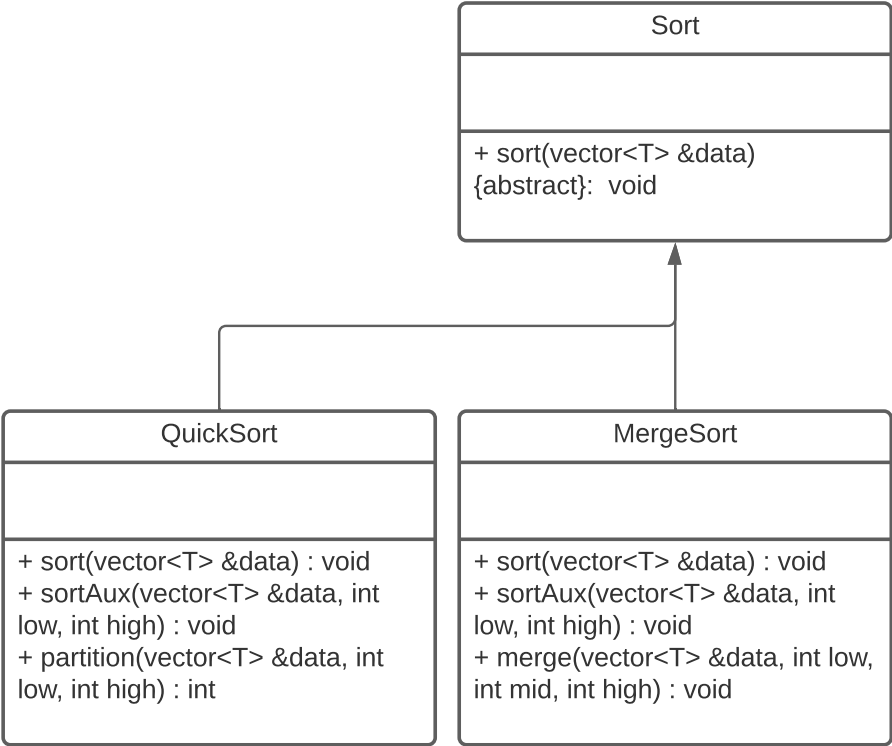 Sort
+ sort(vector<T> &data)
{abstract}:  void
QuickSort
+ sort(vector<T> &data) : void
+ sortAux(vector<T> &data, int
low, int high) : void
+ partition(vector<T> &data, int
low, int high) : int
MergeSort
+ sort(vector<T> &data) : void
+ sortAux(vector<T> &data, int
low, int high) : void
+ merge(vector<T> &data, int low,
int mid, int high) : void